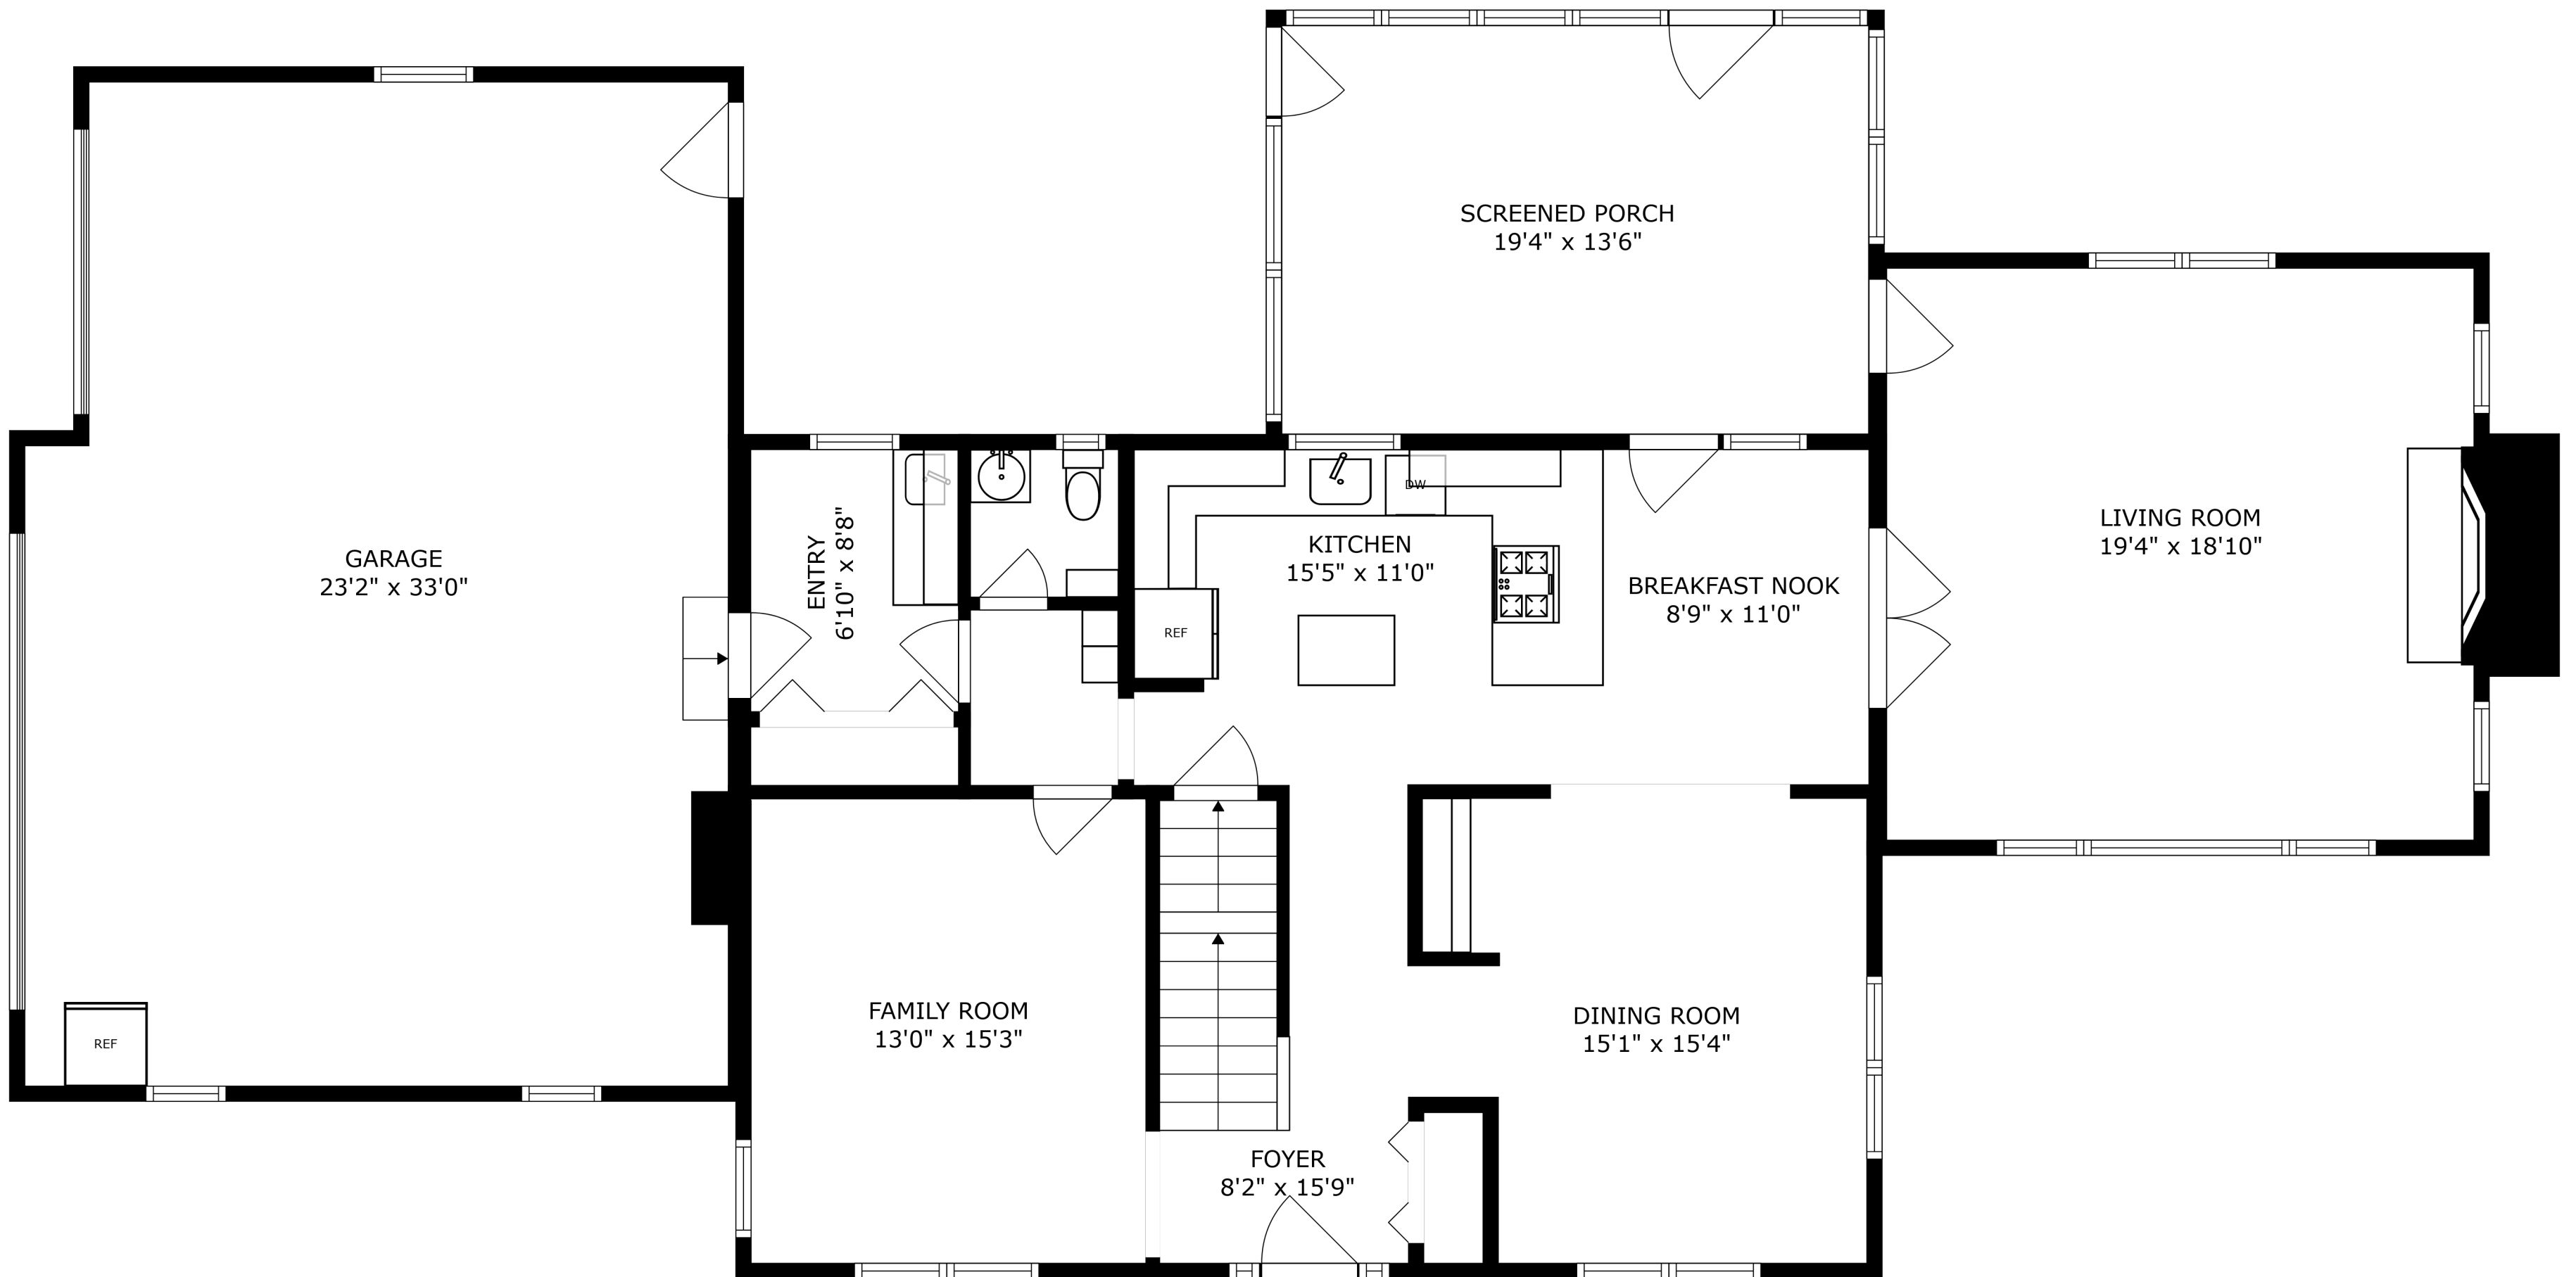 SCREENED PORCH
19'4" x 13'6"
GARAGE
23'2" x 33'0"
ENTRY
6'10" x 8'8"
DW
KITCHEN
15'5" x 11'0"
REF
BREAKFAST NOOK
8'9" x 11'0"
LIVING ROOM
19'4" x 18'10"
REF
FAMILY ROOM
13'0" x 15'3"
DINING ROOM
15'1" x 15'4"
FOYER
8'2" x 15'9"